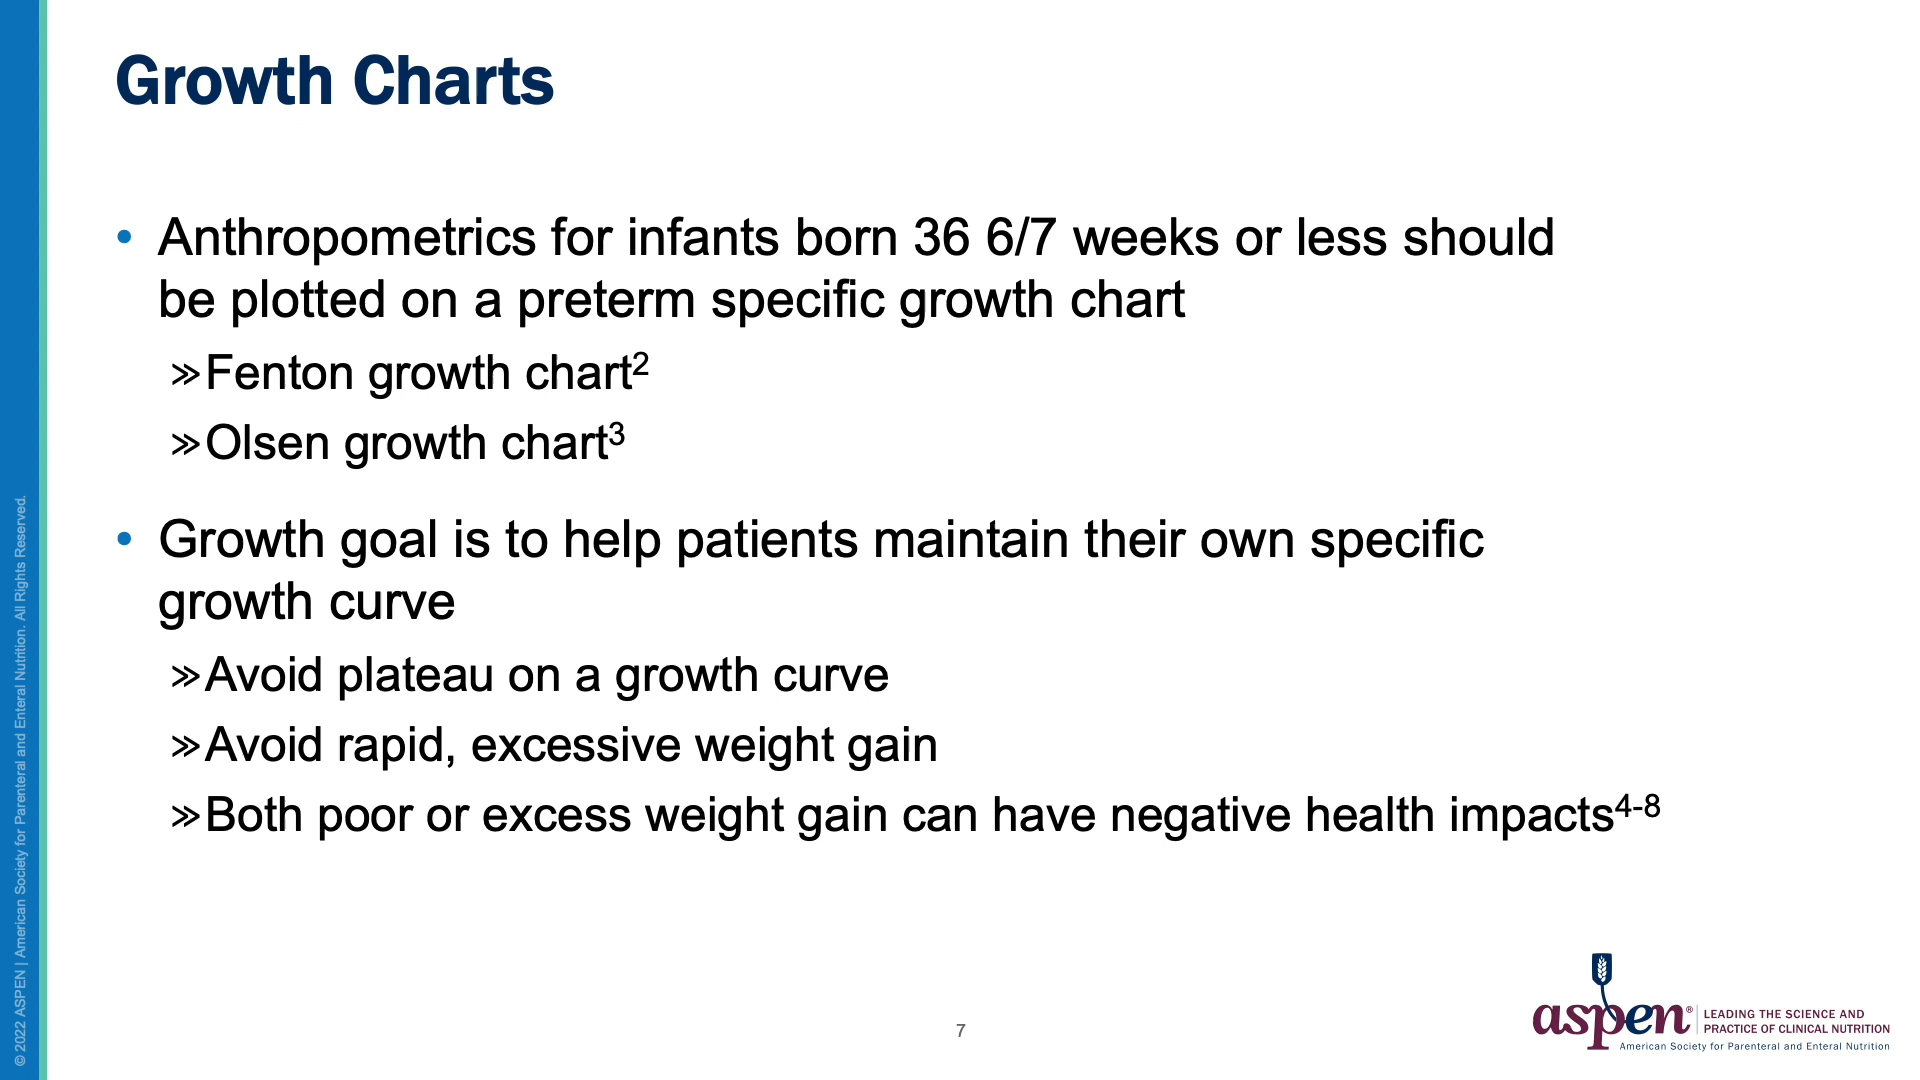 Growth Charts
• Anthropometrics for infants born 36 6/7 weeks or less should
be plotted on a preterm specific growth chart
»Fenton growth chart2
»Olsen growth chart3
• Growth goal is to help patients maintain their own specific
growth curve
»Avoid plateau on a growth curve
»Avoid rapid, excessive weight gain
»Both poor or excess weight gain can have negative health impacts4-8
© 2022 ASPEN | American Society for Parenteral and Enteral Nutrition. All Rights Reserved.
7
aspen®
LEADING THE SCIENCE AND
PRACTICE OF CLINICAL NUTRITION
American Society for Parenteral and Enteral Nutrition